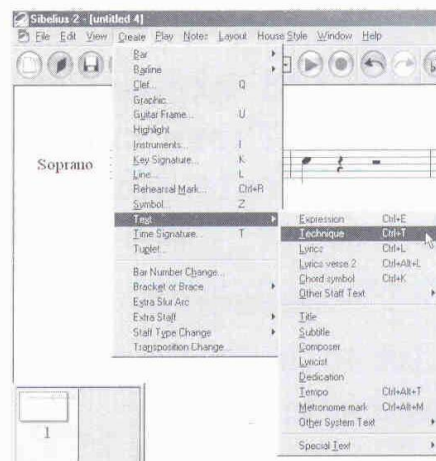 Sibelius 2 - [untitled 4]
File Edit View Create Play Notes Layout House Style Window Help
Bar
Barline
Clef... Q
Graphic...
Guitar Frame... U
Highlight
Instruments... I
Key Signature... K
Line... L
Rehearsal Mark... Ctrl+R
Symbol... Z
Text
Time Signature... T
Tuplet...
Bar Number Change...
Bracket or Brace
Extra Slur Arc
Extra Staff
Staff Type Change
Transposition Change...
Soprano
Expression Ctrl+E
Technique Ctrl+T
Lyrics Ctrl+L
Lyrics verse 2 Ctrl+Alt+L
Chord symbol Ctrl+K
Other Staff Text
Title
Subtitle
Composer
Lyricist
Dedication
Tempo Ctrl+Alt+T
Metronome mark Ctrl+Alt+M
Other System Text
Special Text
1